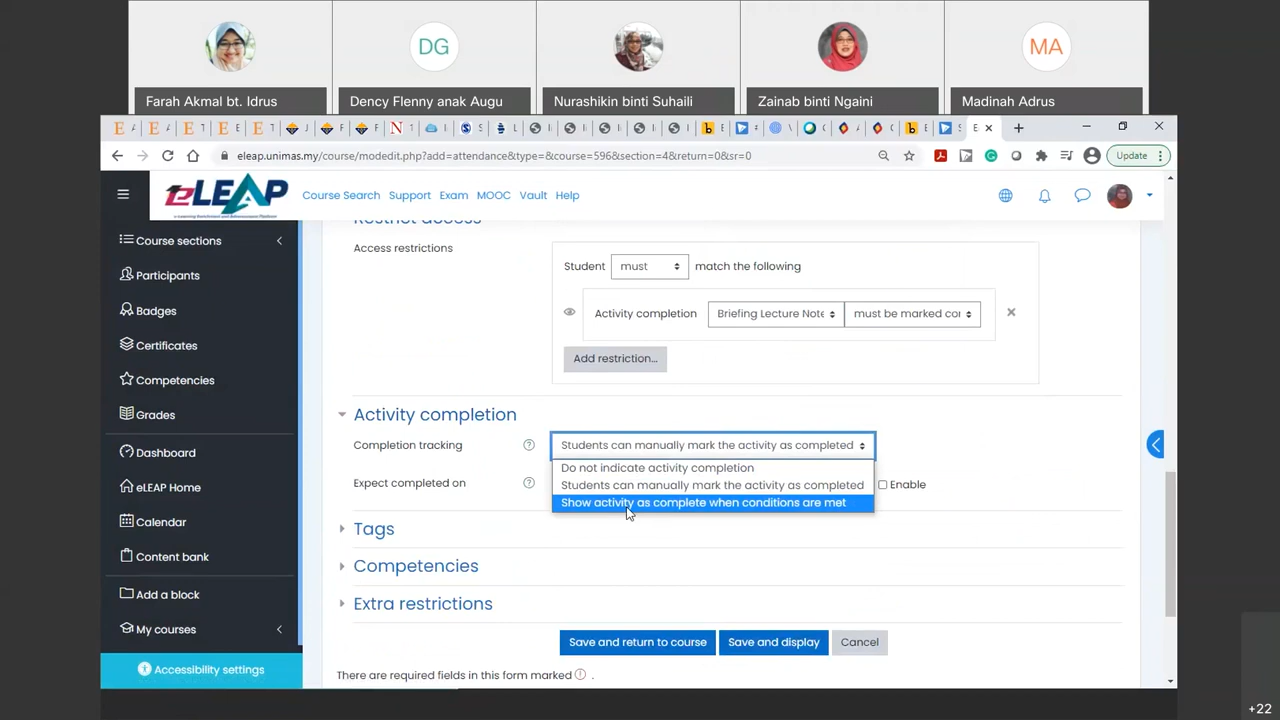 DG
MA
Farah Akmal bt. Idrus
Dency Flenny anak Augu
Nurashikin binti Suhaili
Zainab binti Ngaini
Madinah Adrus
eleap.unimas.my/course/modedit.php?add=attendance&type=&course=596&section=4&return=0&sr=0
Update
eLEAP
Course Search
Support
Exam
MOOC
Vault
Help
Course sections
Participants
Badges
Certificates
Competencies
Grades
Dashboard
eLEAP Home
Calendar
Content bank
Add a block
My courses
Accessibility settings
Restrict access
Access restrictions
Student must match the following
Activity completion Briefing Lecture Note must be marked co
Add restriction...
Activity completion
Completion tracking
Students can manually mark the activity as completed
Do not indicate activity completion
Students can manually mark the activity as completed
Show activity as complete when conditions are met
Expect completed on
Enable
Tags
Competencies
Extra restrictions
Save and return to course
Save and display
Cancel
There are required fields in this form marked .
+22